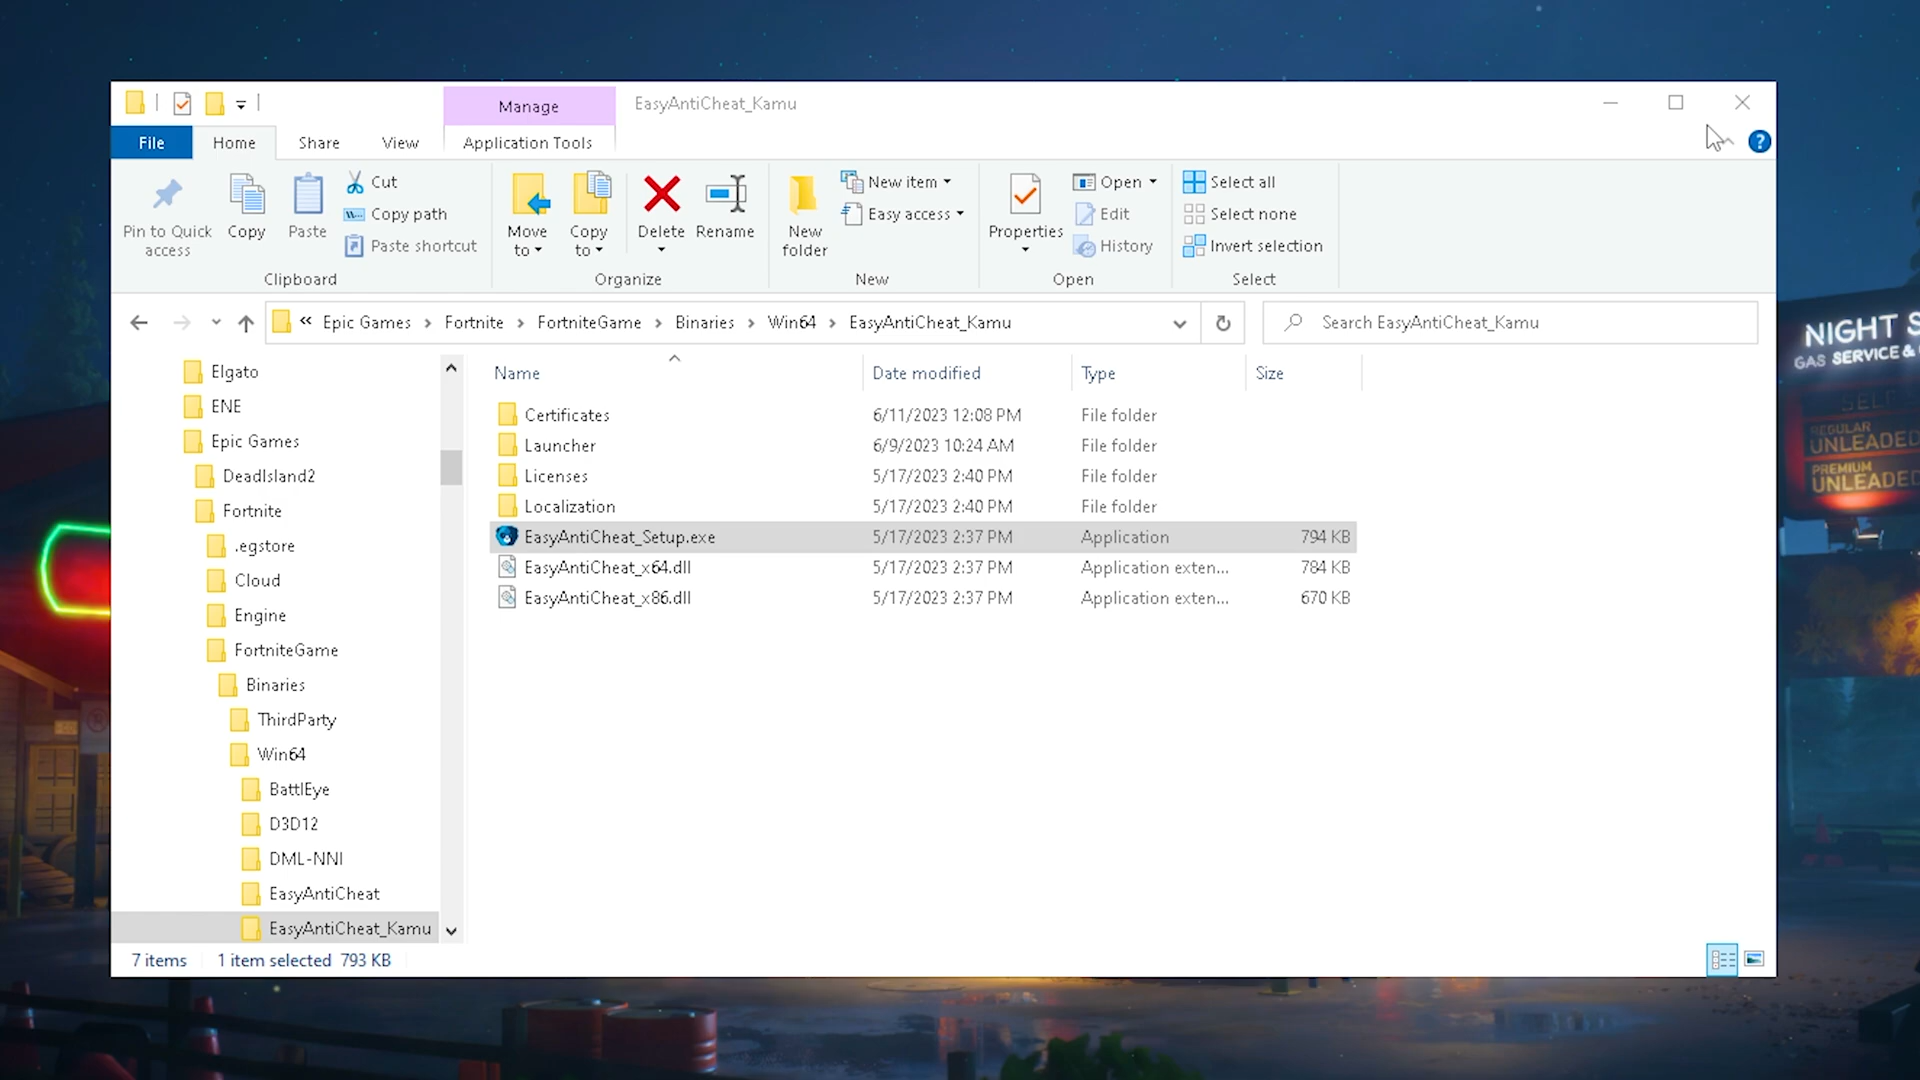 Manage
EasyAntiCheat_Kamu
File
Home
Share
View
Application Tools
Pin to Quick access
Copy
Paste
Cut
Copy path
Paste shortcut
Clipboard
Move to
Copy to
Delete
Rename
Organize
New folder
New item
Easy access
New
Properties
Open
Edit
History
Open
Select all
Select none
Invert selection
Select
« Epic Games › Fortnite › FortniteGame › Binaries › Win64 › EasyAntiCheat_Kamu
Search EasyAntiCheat_Kamu
Elgato
ENE
Epic Games
DeadIsland2
Fortnite
.egstore
Cloud
Engine
FortniteGame
Binaries
ThirdParty
Win64
BattlEye
D3D12
DML-NNI
EasyAntiCheat
EasyAntiCheat_Kamu
Name Date modified Type Size
Certificates 6/11/2023 12:08 PM File folder
Launcher 6/9/2023 10:24 AM File folder
Licenses 5/17/2023 2:40 PM File folder
Localization 5/17/2023 2:40 PM File folder
EasyAntiCheat_Setup.exe 5/17/2023 2:37 PM Application 794 KB
EasyAntiCheat_x64.dll 5/17/2023 2:37 PM Application exten... 784 KB
EasyAntiCheat_x86.dll 5/17/2023 2:37 PM Application exten... 670 KB
7 items 1 item selected 793 KB
NIGHT S
GAS SERVICE &
SELF S
REGULAR
UNLEADED
PREMIUM
UNLEADED